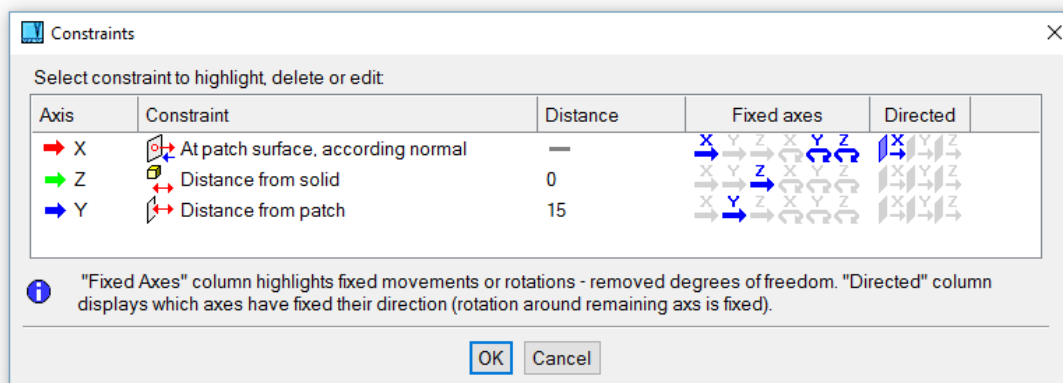 Constraints
Select constraint to highlight, delete or edit:
Axis Constraint Distance Fixed axes Directed
X At patch surface, according normal — X Y Z X Y Z X Y Z
Z Distance from solid 0 X Y Z X Y Z X Y Z
Y Distance from patch 15 X Y Z X Y Z X Y Z
"Fixed Axes" column highlights fixed movements or rotations - removed degrees of freedom. "Directed" column
displays which axes have fixed their direction (rotation around remaining axs is fixed).
OK Cancel